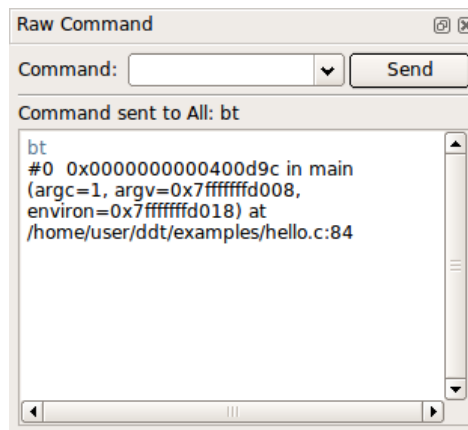 Raw Command
Command:
Send
Command sent to All: bt
bt
#0  0x0000000000400d9c in main
(argc=1, argv=0x7fffffffd008,
environ=0x7fffffffd018) at
/home/user/ddt/examples/hello.c:84